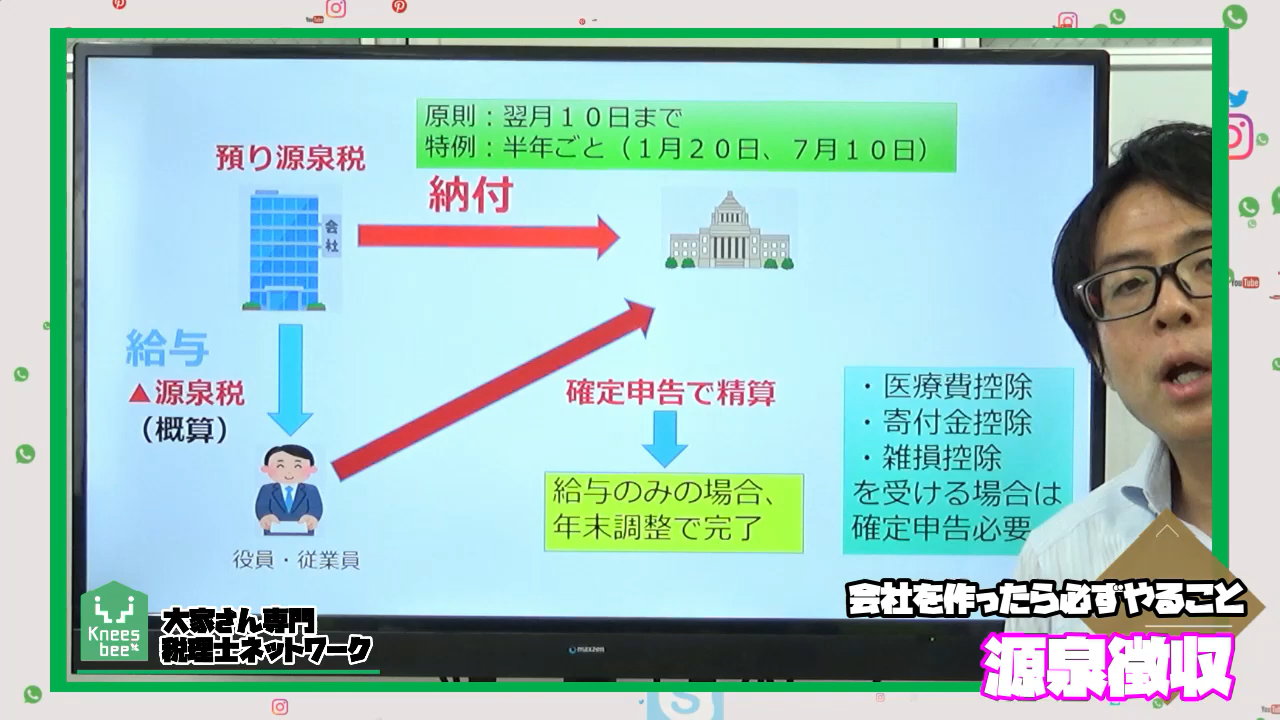 原則：翌月１０日まで
特例：半年ごと（１月２０日、７月１０日）
預り源泉税
納付
会社
給与
▲源泉税
（概算）
役員・従業員
確定申告で精算
給与のみの場合、
年末調整で完了
・医療費控除
・寄付金控除
・雑損控除
を受ける場合は
確定申告必要
Knees
bee
大家さん専門
税理士ネットワーク
maxzen
会社を作ったら必ずやること
源泉徴収